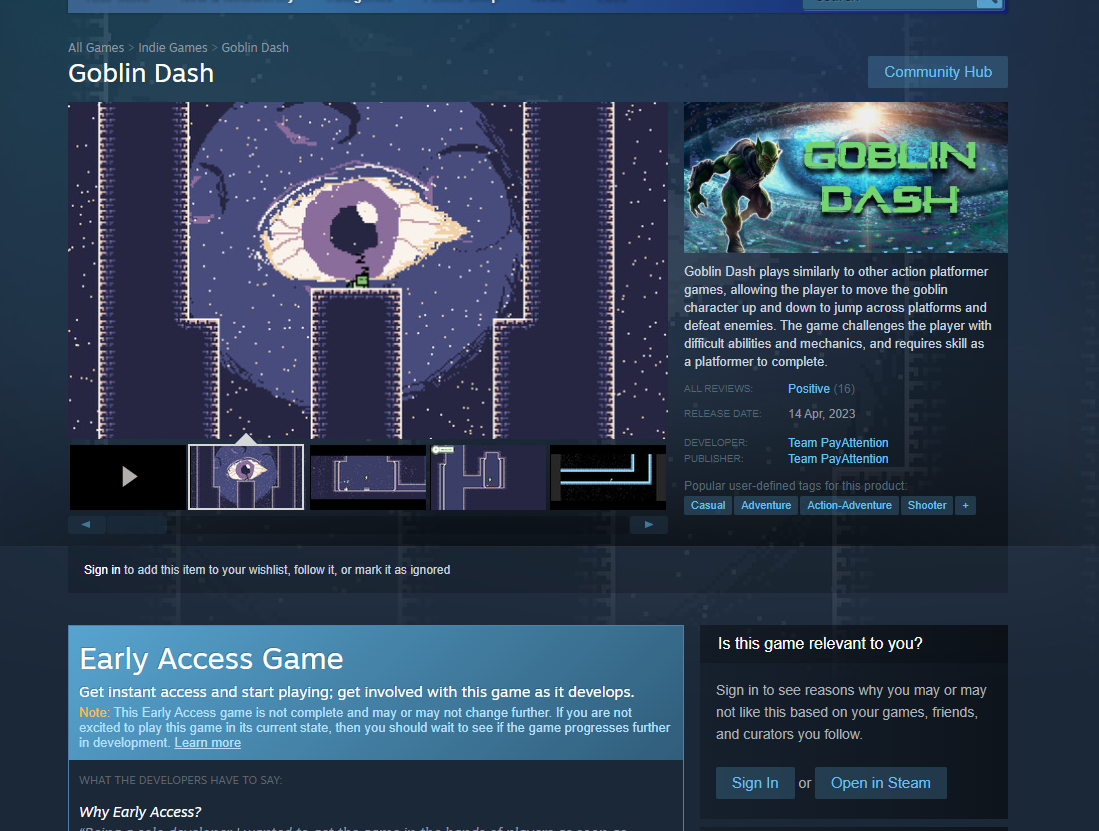 All Games > Indie Games > Goblin Dash
Goblin Dash
Community Hub
GOBLIN
DASH
Goblin Dash plays similarly to other action platformer
games, allowing the player to move the goblin
character up and down to jump across platforms and
defeat enemies. The game challenges the player with
difficult abilities and mechanics, and requires skill as
a platformer to complete.
ALL REVIEWS: Positive (16)
RELEASE DATE: 14 Apr, 2023
DEVELOPER: Team PayAttention
PUBLISHER: Team PayAttention
Popular user-defined tags for this product:
Casual Adventure Action-Adventure Shooter +
Sign in to add this item to your wishlist, follow it, or mark it as ignored
Early Access Game
Get instant access and start playing; get involved with this game as it develops.
Note: This Early Access game is not complete and may or may not change further. If you are not
excited to play this game in its current state, then you should wait to see if the game progresses further
in development. Learn more
WHAT THE DEVELOPERS HAVE TO SAY:
Why Early Access?
Is this game relevant to you?
Sign in to see reasons why you may or may
not like this based on your games, friends,
and curators you follow.
Sign In or Open in Steam